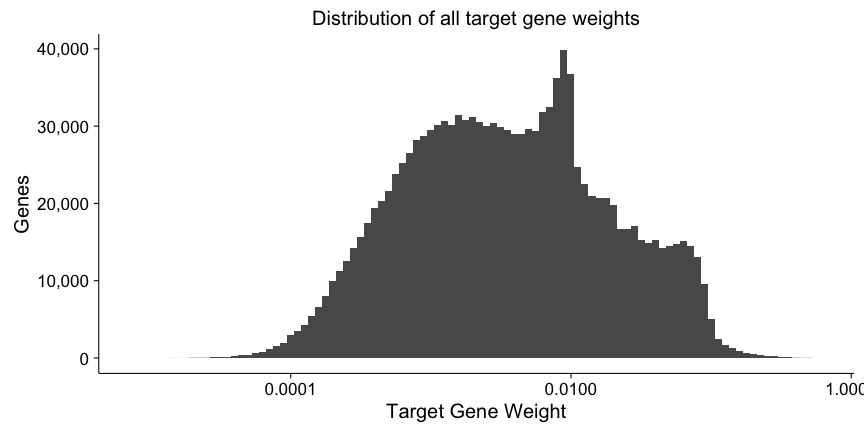 Distribution of all target gene weights
40,000
30,000
20,000
10,000
0
Genes
0.0001
0.0100
1.000
Target Gene Weight